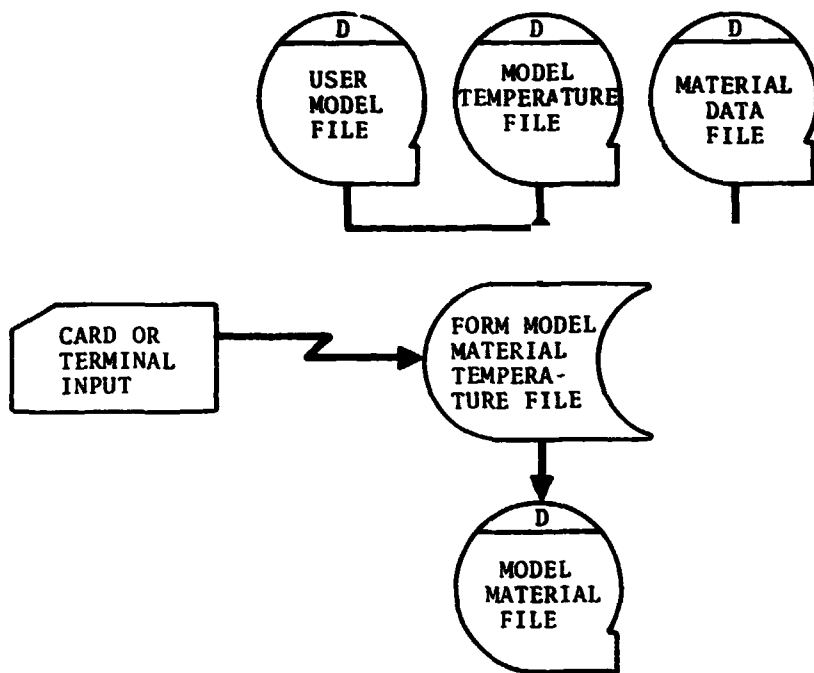 D
USER
MODEL
FILE
D
MODEL
TEMPERATURE
FILE
D
MATERIAL
DATA
FILE
CARD OR
TERMINAL
INPUT
FORM MODEL
MATERIAL
TEMPERA-
TURE FILE
D
MODEL
MATERIAL
FILE